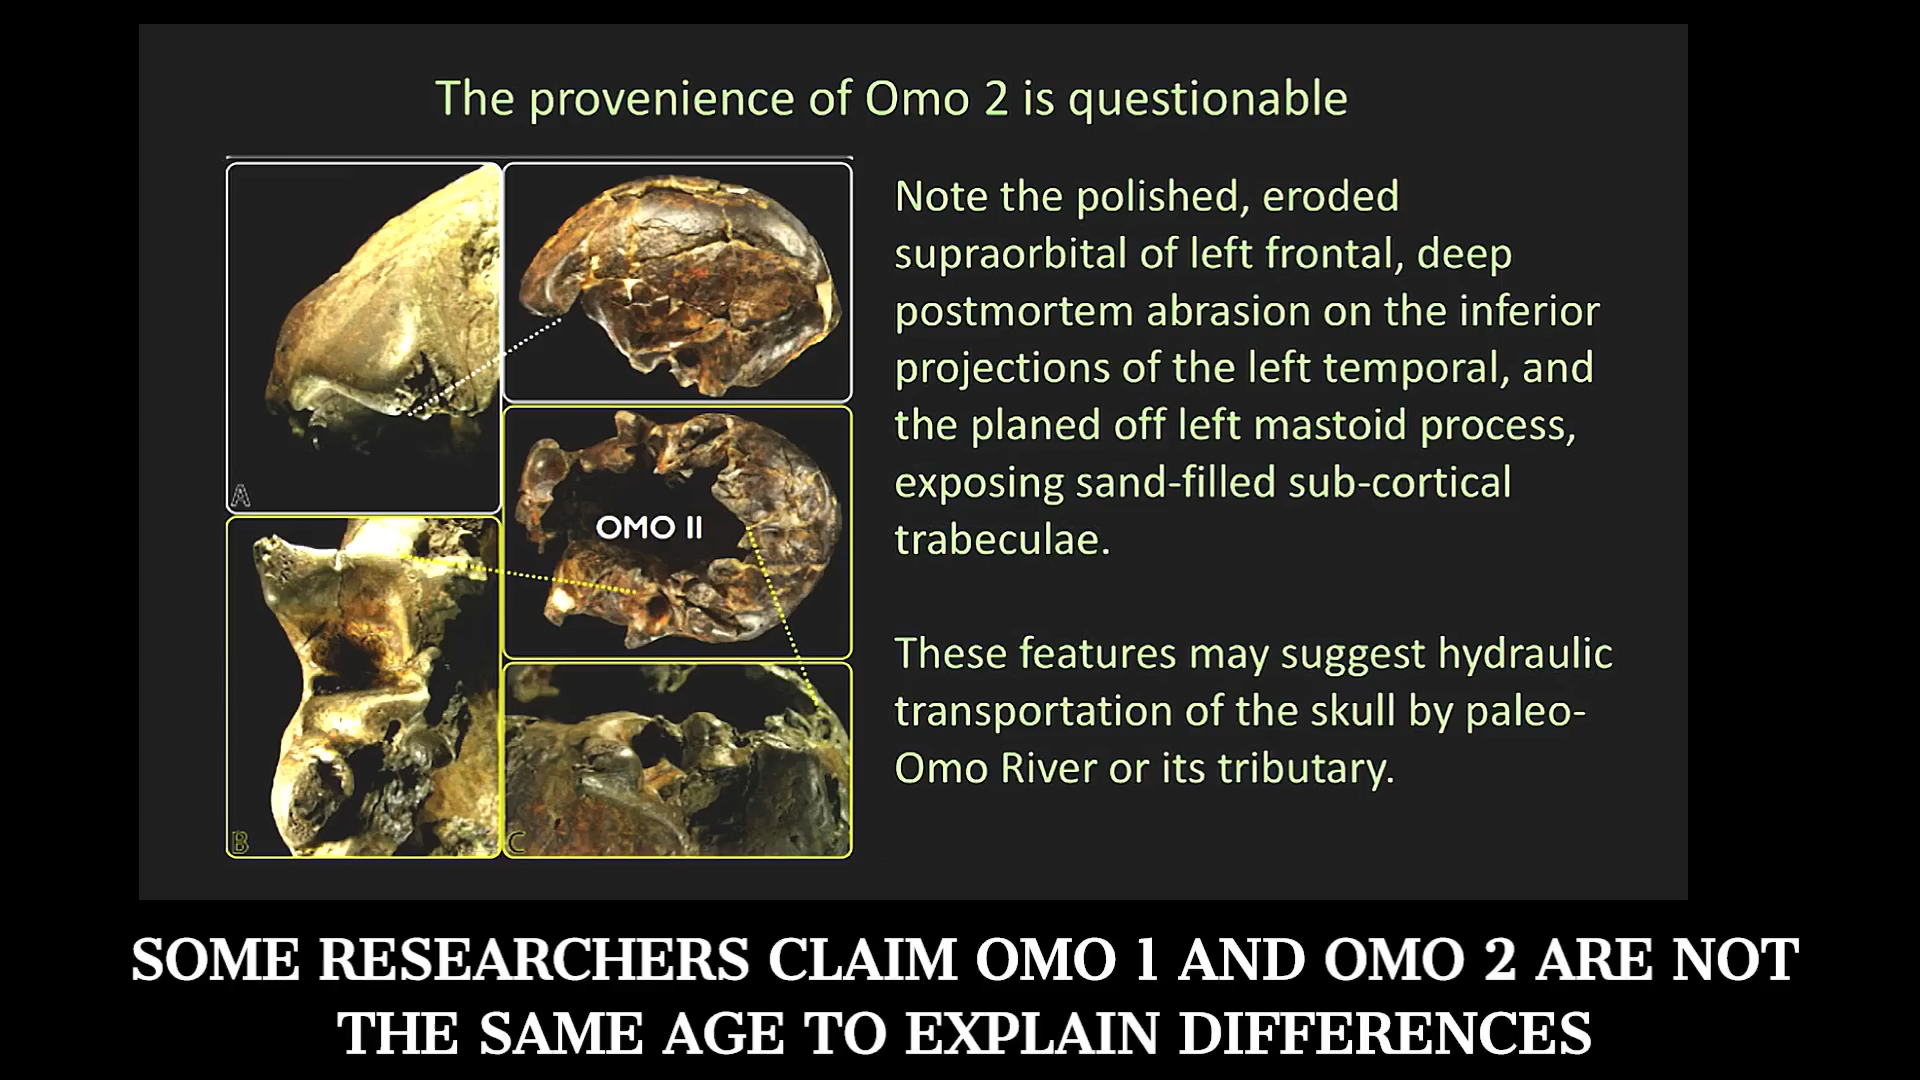 The provenience of Omo 2 is questionable
Note the polished, eroded
supraorbital of left frontal, deep
postmortem abrasion on the inferior
projections of the left temporal, and
the planed off left mastoid process,
exposing sand-filled sub-cortical
trabeculae.
These features may suggest hydraulic
transportation of the skull by paleo-
Omo River or its tributary.
A
OMO II
B
C
SOME RESEARCHERS CLAIM OMO 1 AND OMO 2 ARE NOT
THE SAME AGE TO EXPLAIN DIFFERENCES